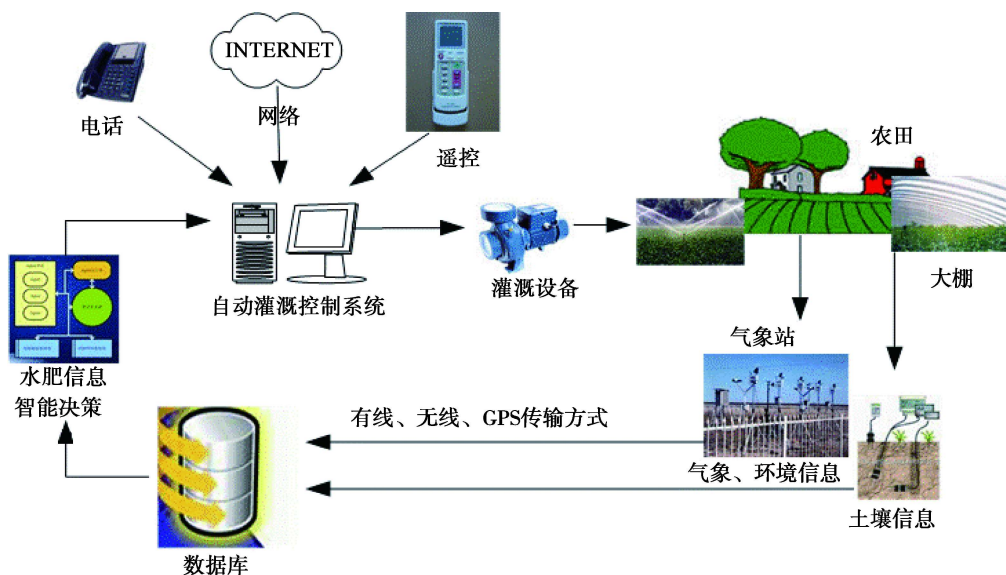 INTERNET
电话
网络
遥控
农田
自动灌溉控制系统
灌溉设备
大棚
气象站
水肿信息
智能决策
有线、无线、GPS传输方式
气象、环境信息
土壤信息
数据库